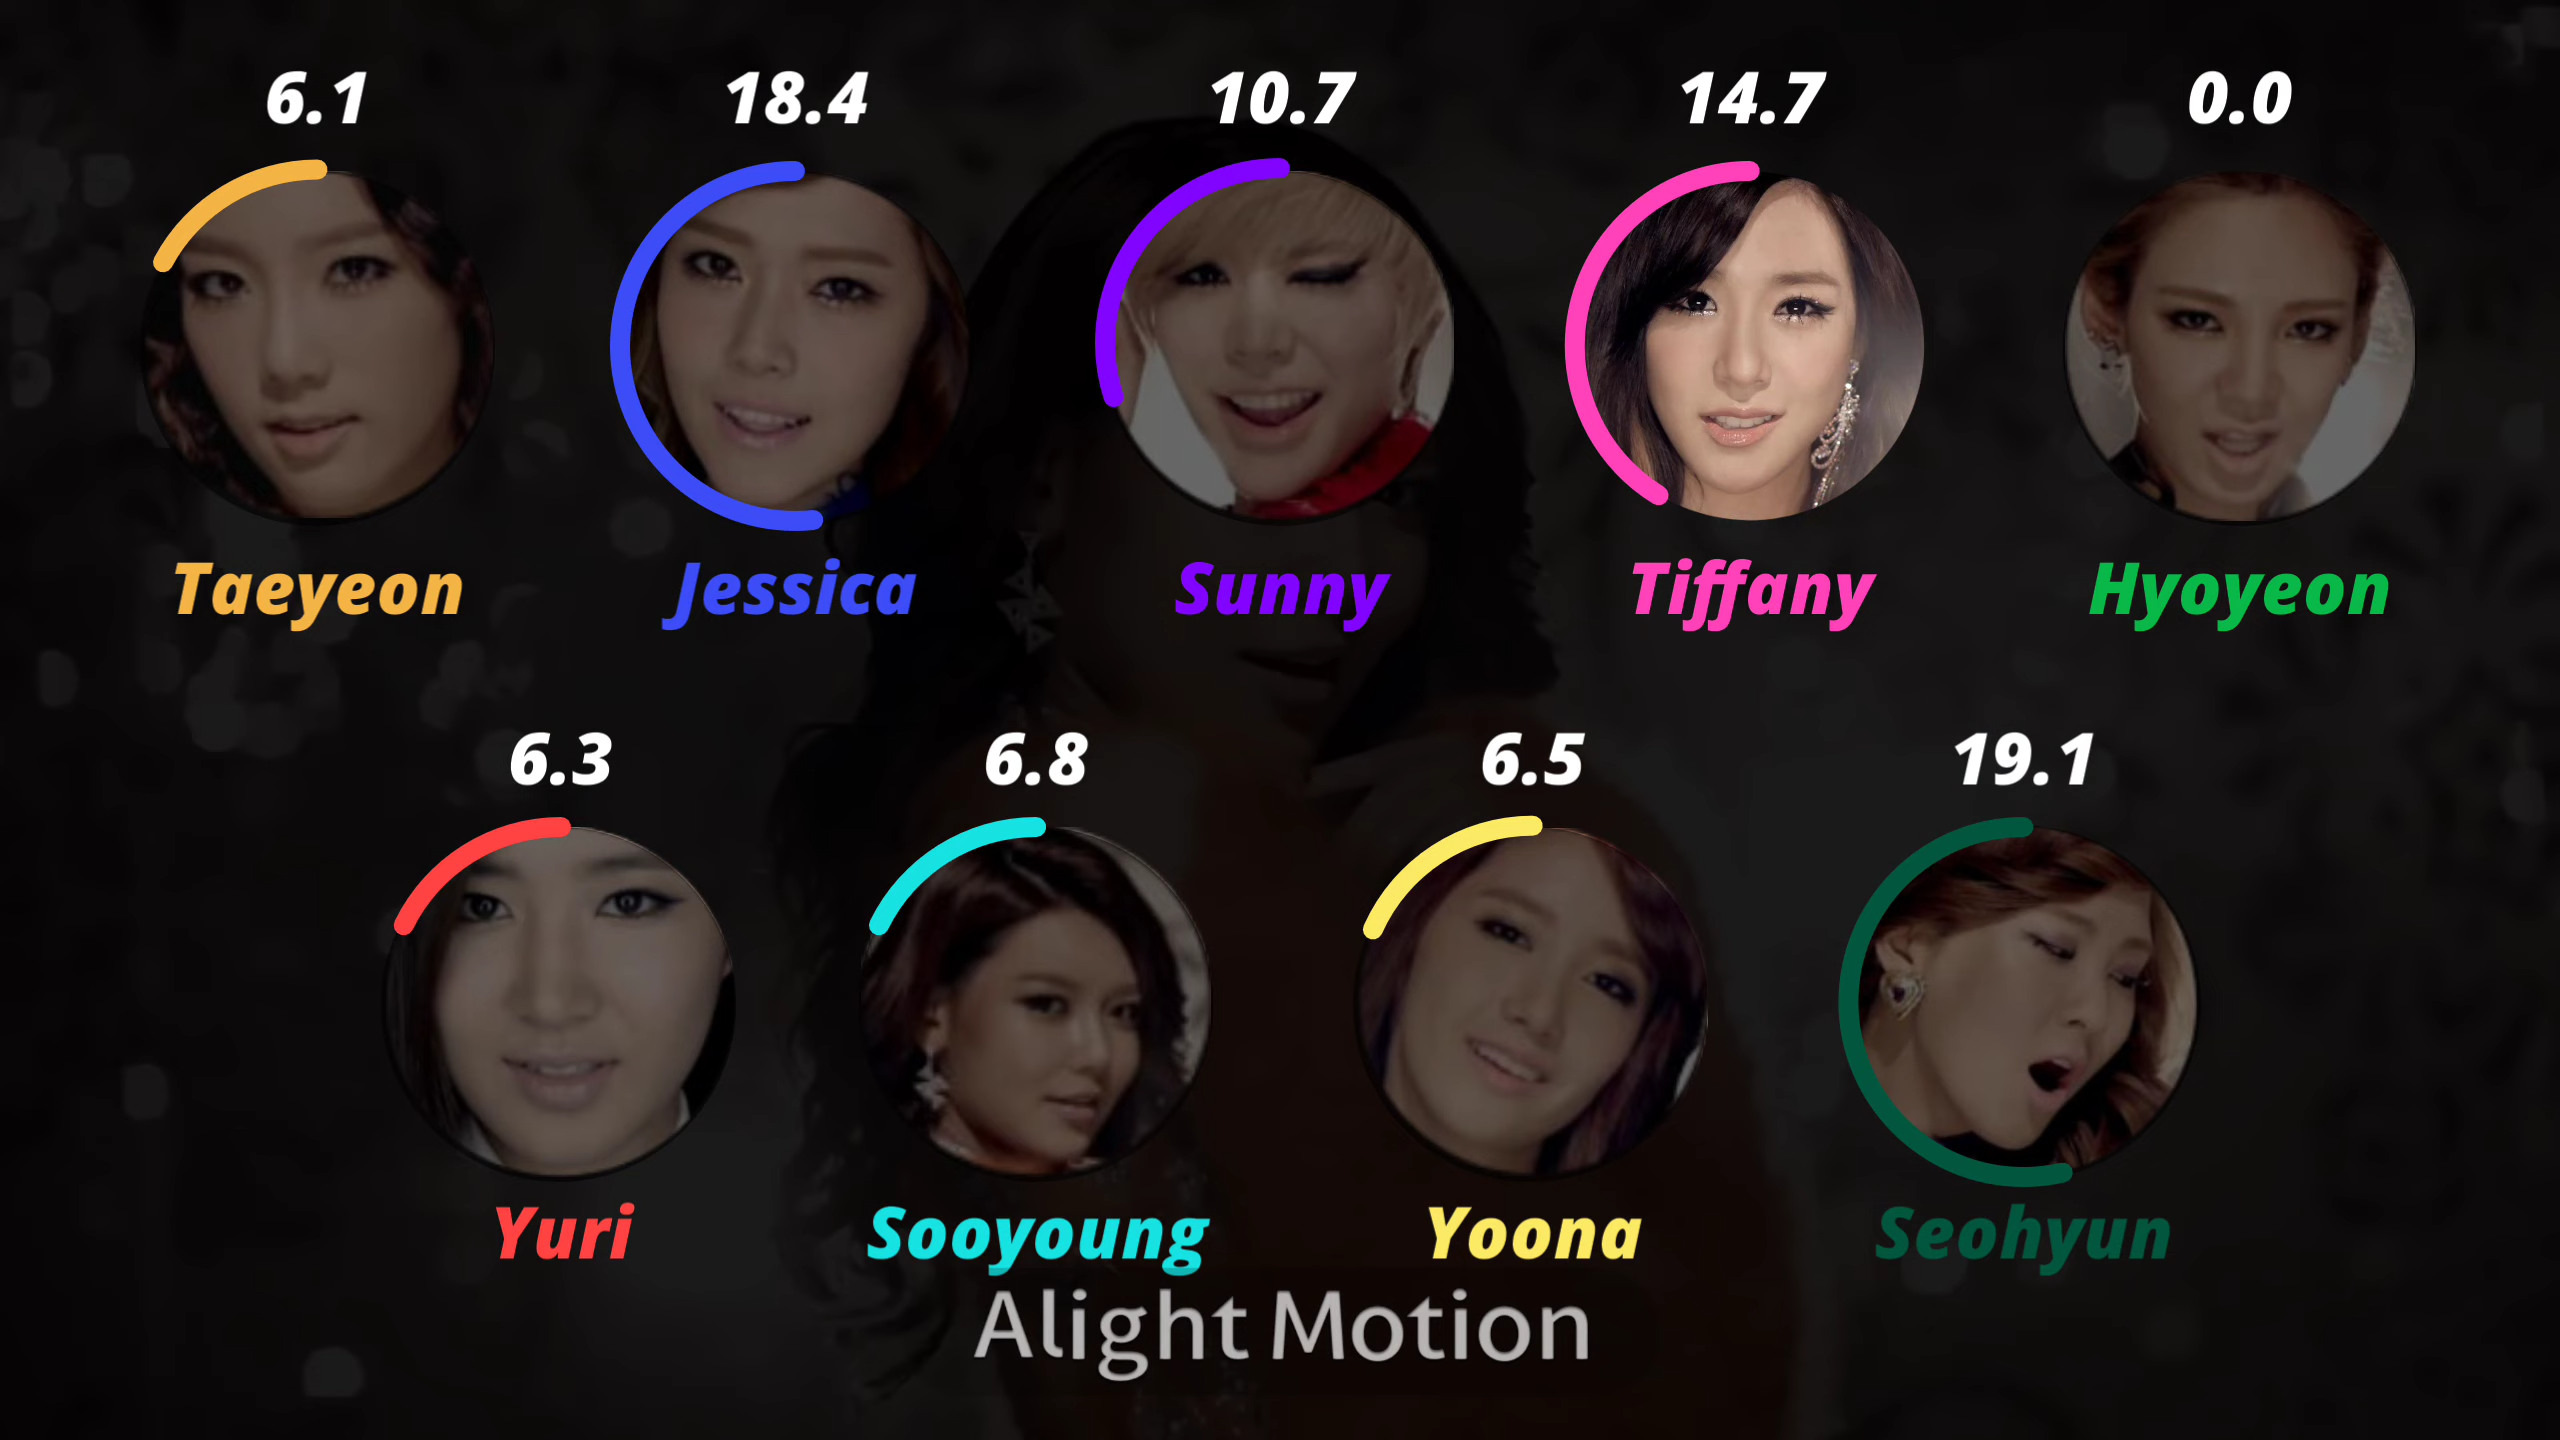 6.1 18.4 10.7 14.7 0.0
Taeyeon Jessica Sunny Tiffany Hyoyeon
6.3 6.8 6.5 19.1
Yuri Sooyoung Yoona Seohyun
Alight Motion